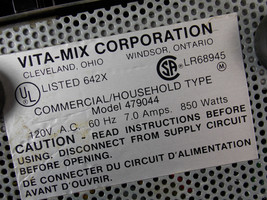 VITA-MIX CORPORATION
CLEVELAND, OHIO WINDSOR, ONTARIO
UL LISTED 642X SA LR68945
COMMERCIAL/HOUSEHOLD TYPE M
Model 479044
120V. A.C. 60 Hz 7.0 Amps. 850 Watts
CAUTION - READ INSTRUCTIONS BEFORE
USING. DISCONNECT FROM SUPPLY CIRCUIT
BEFORE OPENING.
DE CONNECTER DU CIRCUIT D'ALIMENTATION
AVANT D'OUVRIR.